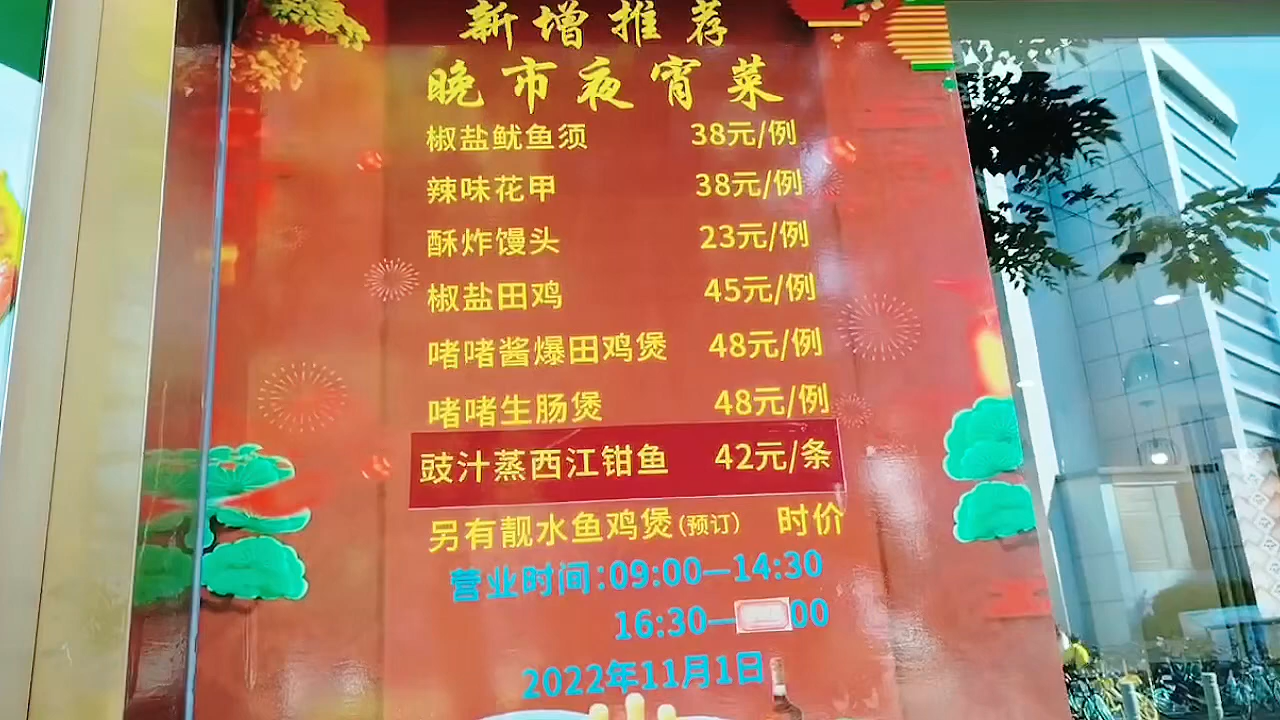 新增推荐
晚市夜宵菜
椒盐鱿鱼须 38元/例
辣味花甲 38元/例
酥炸馒头 23元/例
椒盐田鸡 45元/例
啫啫酱爆田鸡煲 48元/例
啫啫生肠煲 48元/例
豉汁蒸西江钳鱼 42元/条
另有靓水鱼鸡煲(预订) 时价
营业时间:09:00—14:30
16:30— 00
2022年11月1日